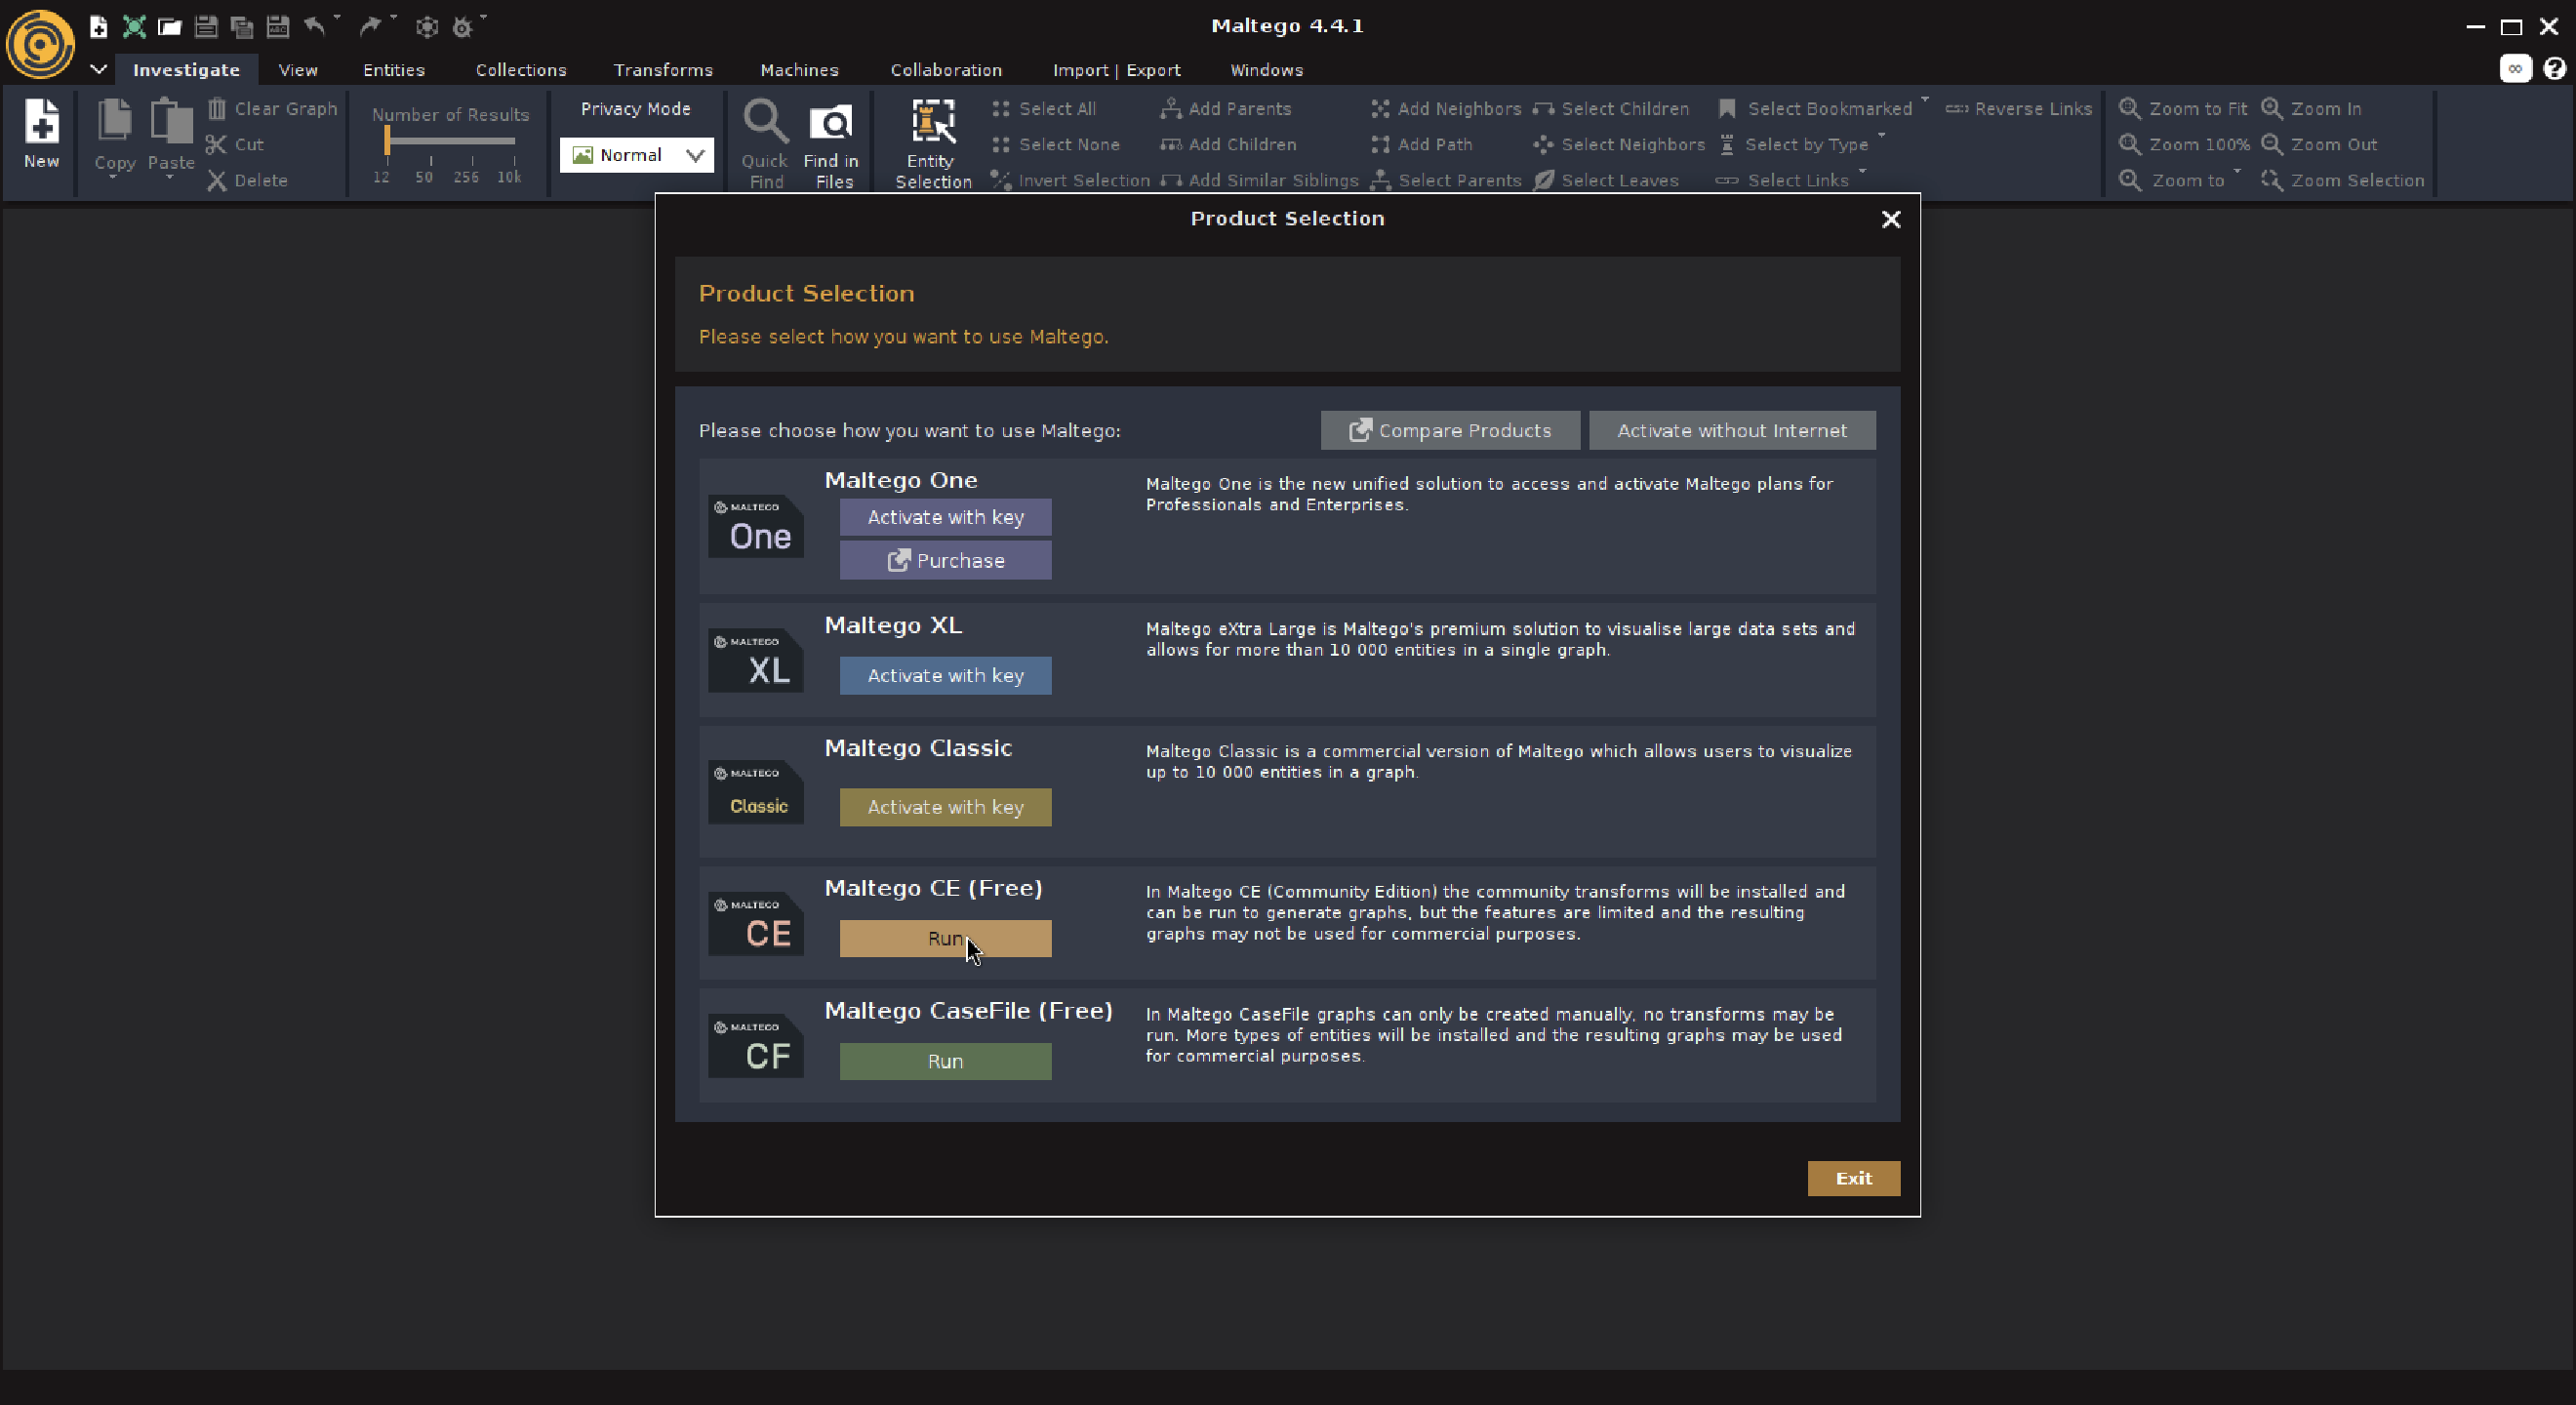 Maltego 4.4.1
Investigate View Entities Collections Transforms Machines Collaboration Import | Export Windows
New
Copy
Paste
Clear Graph
Cut
Delete
Number of Results
12 50 256 10k
Privacy Mode
Normal
Quick
Find
Find in
Files
Entity
Selection
Select All Add Parents Add Neighbors Select Children Select Bookmarked Reverse Links
Select None Add Children Add Path Select Neighbors Select by Type
Invert Selection Add Similar Siblings Select Parents Select Leaves Select Links
Zoom to Fit Zoom In
Zoom 100% Zoom Out
Zoom to Zoom Selection
Product Selection
Product Selection
Please select how you want to use Maltego.
Please choose how you want to use Maltego:
Compare Products
Activate without Internet
MALTEGO
One
Maltego One
Activate with key
Purchase
Maltego One is the new unified solution to access and activate Maltego plans for
Professionals and Enterprises.
MALTEGO
XL
Maltego XL
Activate with key
Maltego eXtra Large is Maltego's premium solution to visualise large data sets and
allows for more than 10 000 entities in a single graph.
MALTEGO
Classic
Maltego Classic
Activate with key
Maltego Classic is a commercial version of Maltego which allows users to visualize
up to 10 000 entities in a graph.
MALTEGO
CE
Maltego CE (Free)
Run
In Maltego CE (Community Edition) the community transforms will be installed and
can be run to generate graphs, but the features are limited and the resulting
graphs may not be used for commercial purposes.
MALTEGO
CF
Maltego CaseFile (Free)
Run
In Maltego CaseFile graphs can only be created manually, no transforms may be
run. More types of entities will be installed and the resulting graphs may be used
for commercial purposes.
Exit